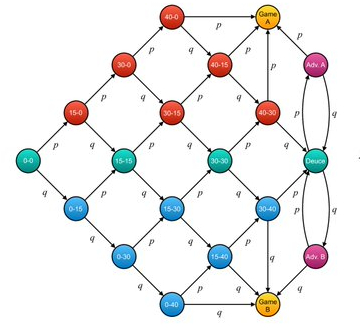 40-0
Game
A
p
p
q
p
p
30-0
40-15
Adv. A
p
q
p
q
p
15-0
30-15
40-30
p
q
p
q
p
q
q
0-0
15-15
30-30
Deuce
q
p
q
p
q
p
p
q
0-15
15-30
30-40
q
p
q
p
q
0-30
15-40
Adv. B
q
p
q
q
0-40
q
Game
B